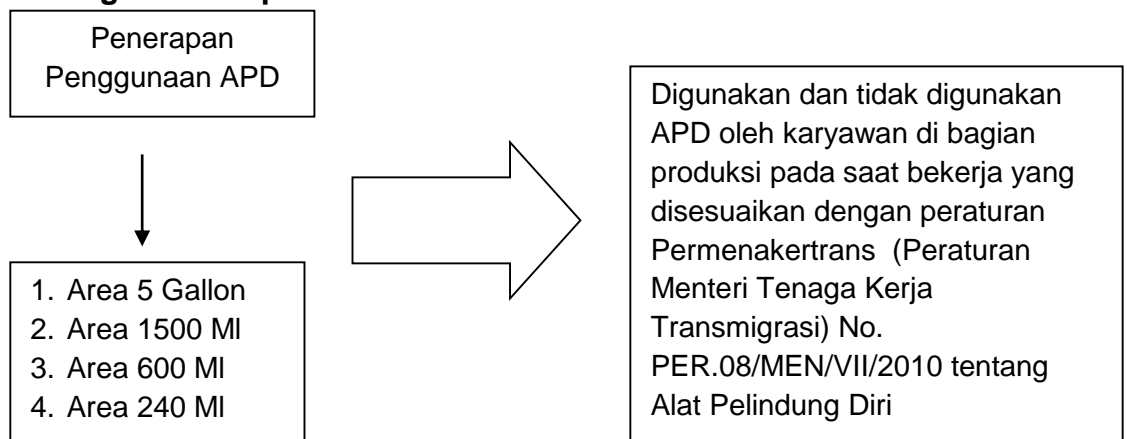 Penerapan
Penggunaan APD
1. Area 5 Gallon
2. Area 1500 Ml
3. Area 600 Ml
4. Area 240 Ml
Digunakan dan tidak digunakan
APD oleh karyawan di bagian
produksi pada saat bekerja yang
disesuaikan dengan peraturan
Permenakertrans (Peraturan
Menteri Tenaga Kerja
Transmigrasi) No.
PER.08/MEN/VII/2010 tentang
Alat Pelindung Diri